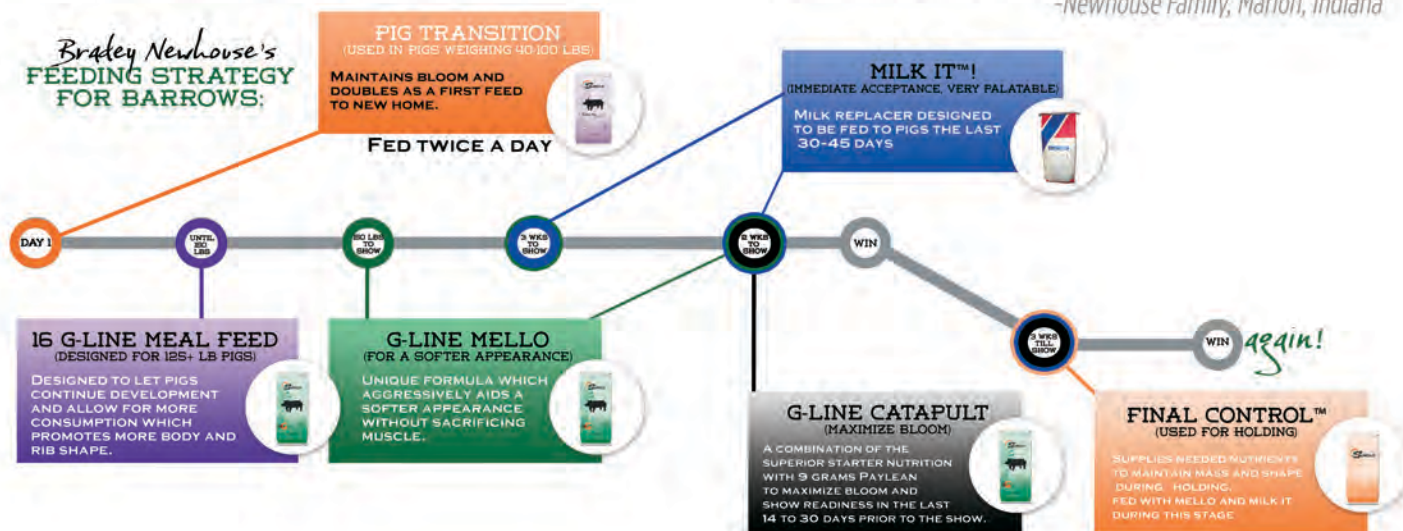 -Newhouse Family, Marion, Indiana
Bradey Newhouse's
FEEDING STRATEGY
FOR BARROWS:
PIG TRANSITION
(USED IN PIGS WEIGHING 40-100 LBS)
MAINTAINS BLOOM AND
DOUBLES AS A FIRST FEED
TO NEW HOME.
FED TWICE A DAY
MILK IT™!
(IMMEDIATE ACCEPTANCE, VERY PALATABLE)
MILK REPLACER DESIGNED
TO BE FED TO PIGS THE LAST
30-45 DAYS
DAY 1
UNTIL
LBS
LBS
TO
SHOW
3 WKS
TO
SHOW
2 WKS
TO
SHOW
WIN
3 WKS
TILL
SHOW
WIN
again!
16 G-LINE MEAL FEED
(DESIGNED FOR 125+ LB PIGS)
DESIGNED TO LET PIGS
CONTINUE DEVELOPMENT
AND ALLOW FOR MORE
CONSUMPTION WHICH
PROMOTES MORE BODY AND
RIB SHAPE.
G-LINE MELLO
(FOR A SOFTER APPEARANCE)
UNIQUE FORMULA WHICH
AGGRESSIVELY AIDS A
SOFTER APPEARANCE
WITHOUT SACRIFICING
MUSCLE.
G-LINE CATAPULT
(MAXIMIZE BLOOM)
A COMBINATION OF THE
SUPERIOR STARTER NUTRITION
WITH 9 GRAMS PAYLEAN
TO MAXIMIZE BLOOM AND
SHOW READINESS IN THE LAST
14 TO 30 DAYS PRIOR TO THE SHOW.
FINAL CONTROL™
(USED FOR HOLDING)
SUPPLIES NEEDED NUTRIENTS
TO MAINTAIN MASS AND SHAPE
DURING HOLDING.
FED WITH MELLO AND MILK IT
DURING THIS STAGE